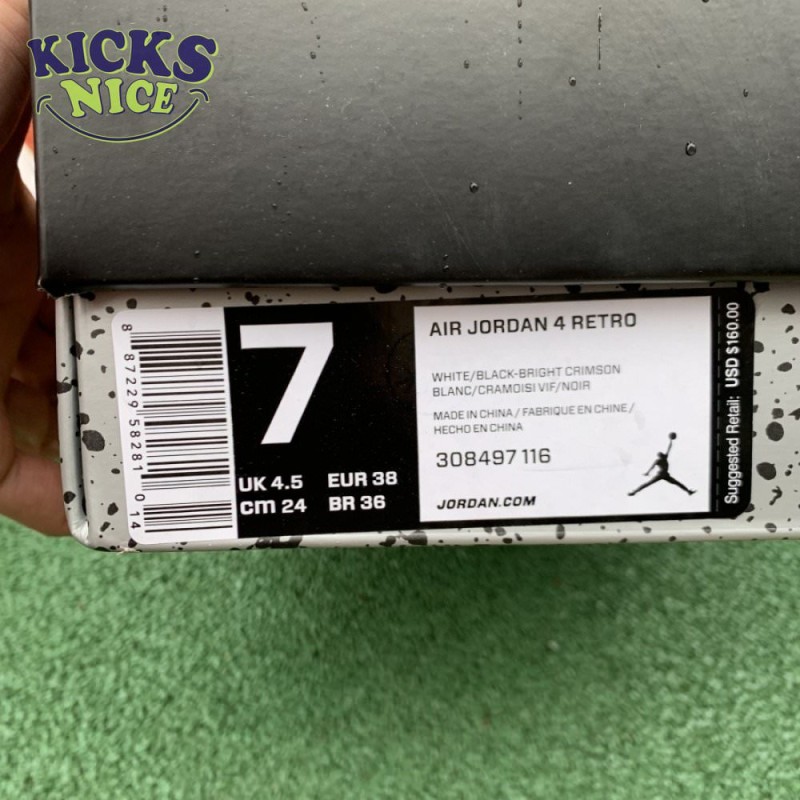 KICKS
NICE
8 87229 58281 0 14
7
UK 4.5 EUR 38
cm 24 BR 36
AIR JORDAN 4 RETRO
WHITE/BLACK-BRIGHT CRIMSON
BLANC/CRAMOISI VIF/NOIR
MADE IN CHINA / FABRIQUE EN CHINE /
HECHO EN CHINA
308497 116
JORDAN.COM
Suggested Retail: USD $160.00